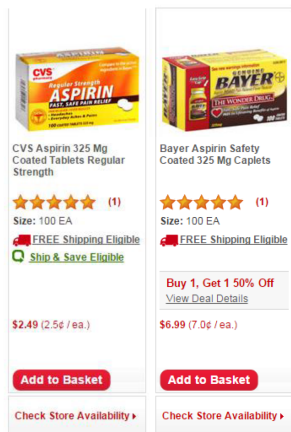 CVS
pharmacy
Regular Strength
ASPIRIN
FAST, SAFE PAIN RELIEF
GENUINE
BAYER
THE WONDER DRUG
CVS Aspirin 325 Mg
Coated Tablets Regular
Strength
(1)
Size: 100 EA
FREE Shipping Eligible
Ship & Save Eligible
$2.49 (2.5¢ / ea.)
Add to Basket
Check Store Availability
Bayer Aspirin Safety
Coated 325 Mg Caplets
(1)
Size: 100 EA
FREE Shipping Eligible
Buy 1, Get 1 50% Off
View Deal Details
$6.99 (7.0¢ / ea.)
Add to Basket
Check Store Availability